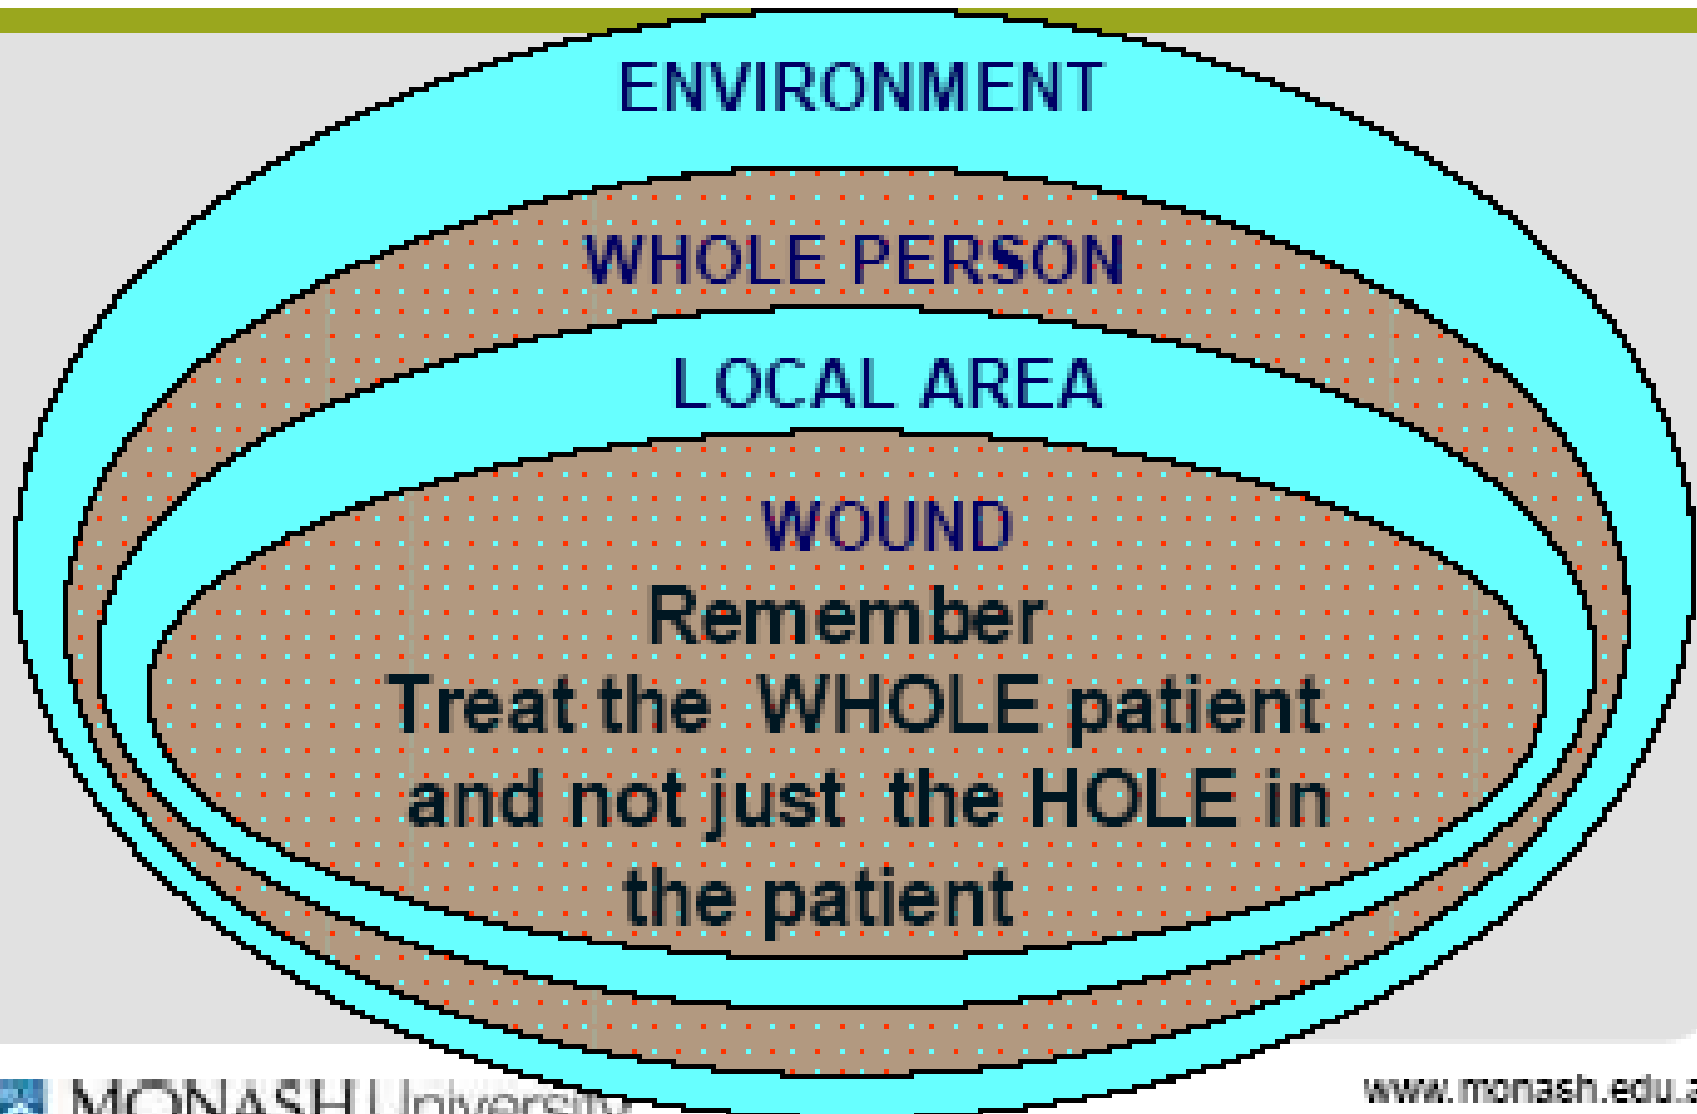 ENVIRONMENT
WHOLE PERSON
LOCAL AREA
WOUND
Remember
Treat the WHOLE patient
and not just the HOLE in
the patient
MONASH University
www.monash.edu.a